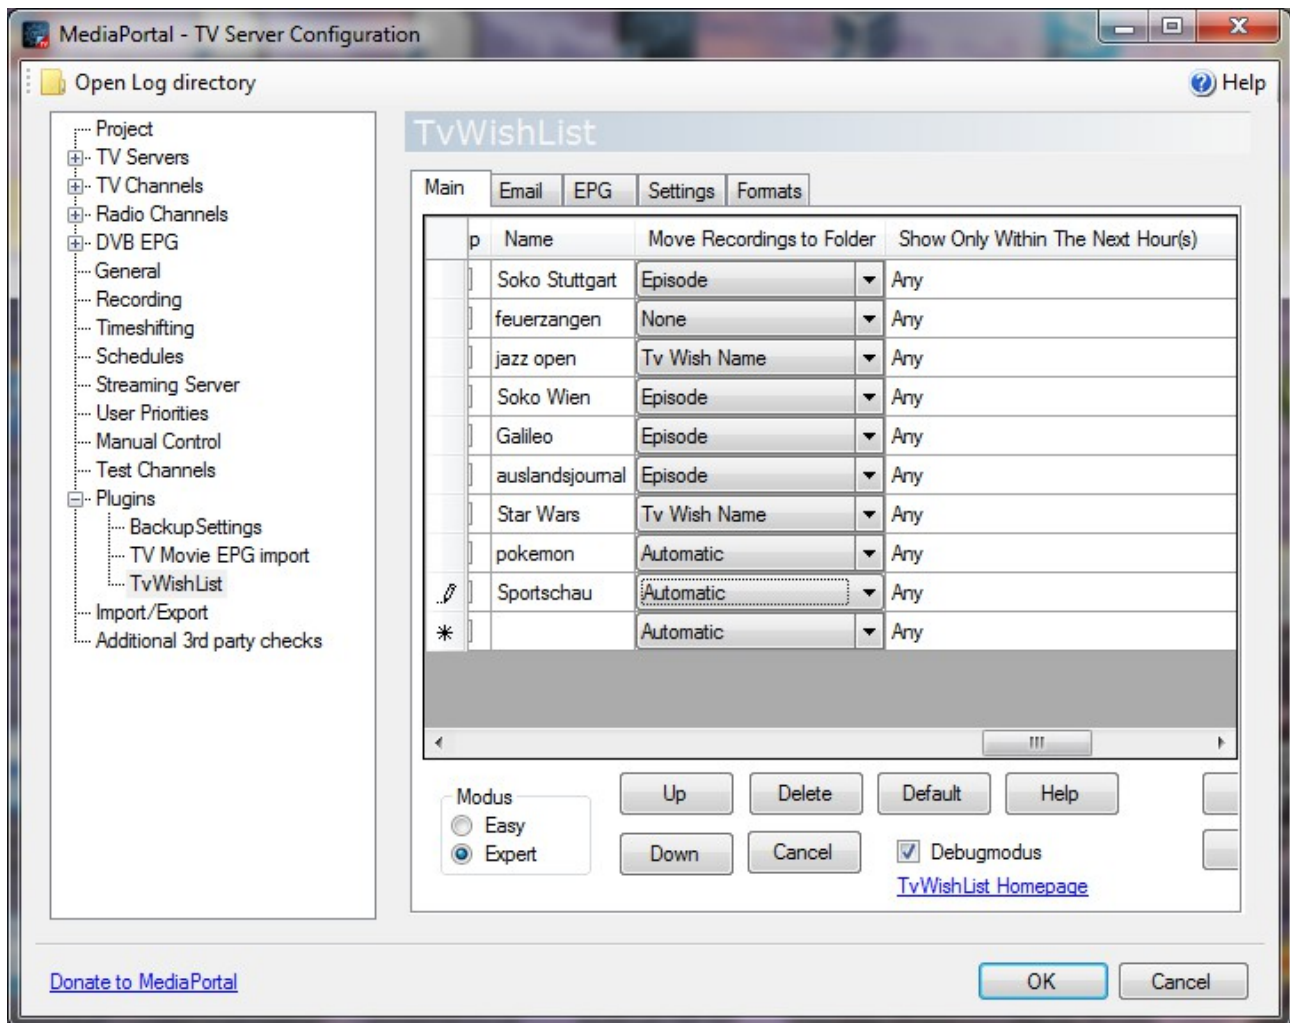 MediaPortal - TV Server Configuration
Open Log directory
Help
Project
TV Servers
TV Channels
Radio Channels
DVB EPG
General
Recording
Timeshifting
Schedules
Streaming Server
User Priorities
Manual Control
Test Channels
Plugins
BackupSettings
TV Movie EPG import
TvWishList
Import/Export
Additional 3rd party checks
TvWishList
Main Email EPG Settings Formats
p Name Move Recordings to Folder Show Only Within The Next Hour(s)
Soko Stuttgart Episode Any
feuerzangen None Any
jazz open Tv Wish Name Any
Soko Wien Episode Any
Galileo Episode Any
auslandsjournal Episode Any
Star Wars Tv Wish Name Any
pokemon Automatic Any
Sportschau Automatic Any
Automatic Any
Modus
Easy
Expert
Up Delete Default Help
Down Cancel Debugmodus
TvWishList Homepage
Donate to MediaPortal
OK Cancel